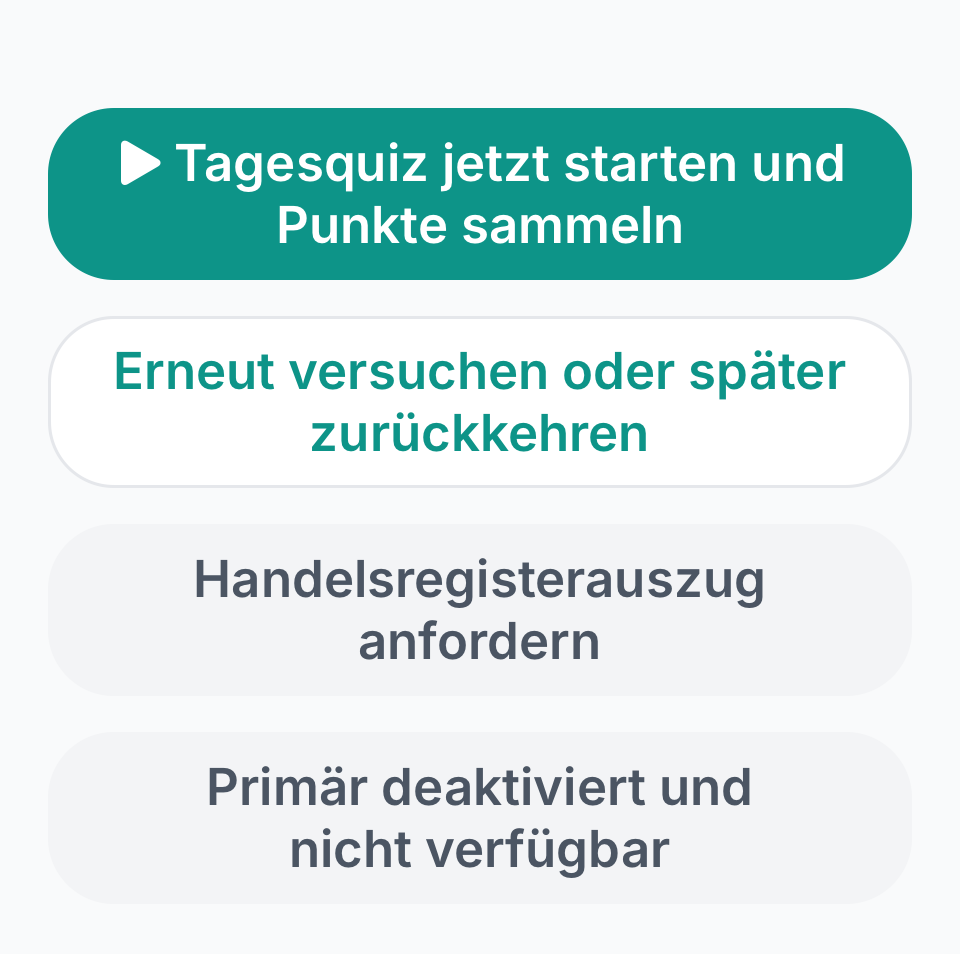 Tagesquiz jetzt starten und
Punkte sammeln
Erneut versuchen oder später
zurückkehren
Handelsregisterauszug
anfordern
Primär deaktiviert und
nicht verfügbar